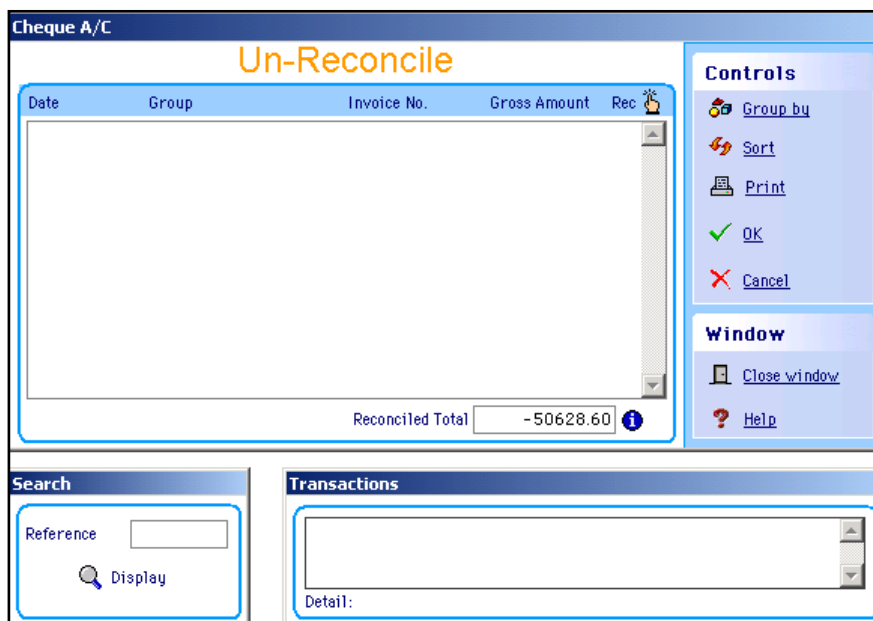 Cheque A/C
Un-Reconcile
Date Group Invoice No. Gross Amount Rec
Reconciled Total -50628.60
Controls
Group by
Sort
Print
OK
Cancel
Window
Close window
Help
Search
Reference
Display
Transactions
Detail: